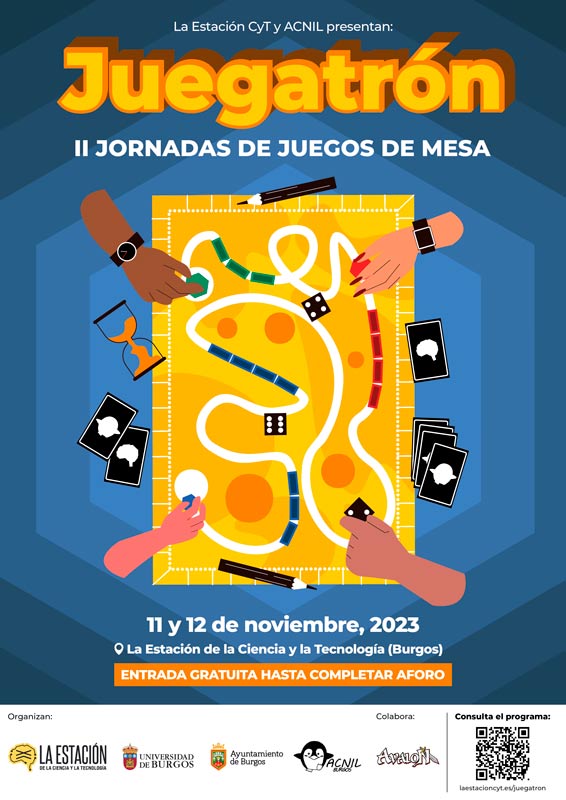 La Estación CyT y ACNIL presentan:
Juegatrón
II JORNADAS DE JUEGOS DE MESA
11 y 12 de noviembre, 2023
La Estación de la Ciencia y la Tecnología (Burgos)
ENTRADA GRATUITA HASTA COMPLETAR AFORO
Organizan:
Colabora:
Consulta el programa:
LA ESTACIÓN
DE LA CIENCIA Y LA TECNOLOGÍA
UNIVERSIDAD
DE BURGOS
Ayuntamiento
de Burgos
ACNIL
BURGOS
AVALON
laestacioncyt.es/juegatron